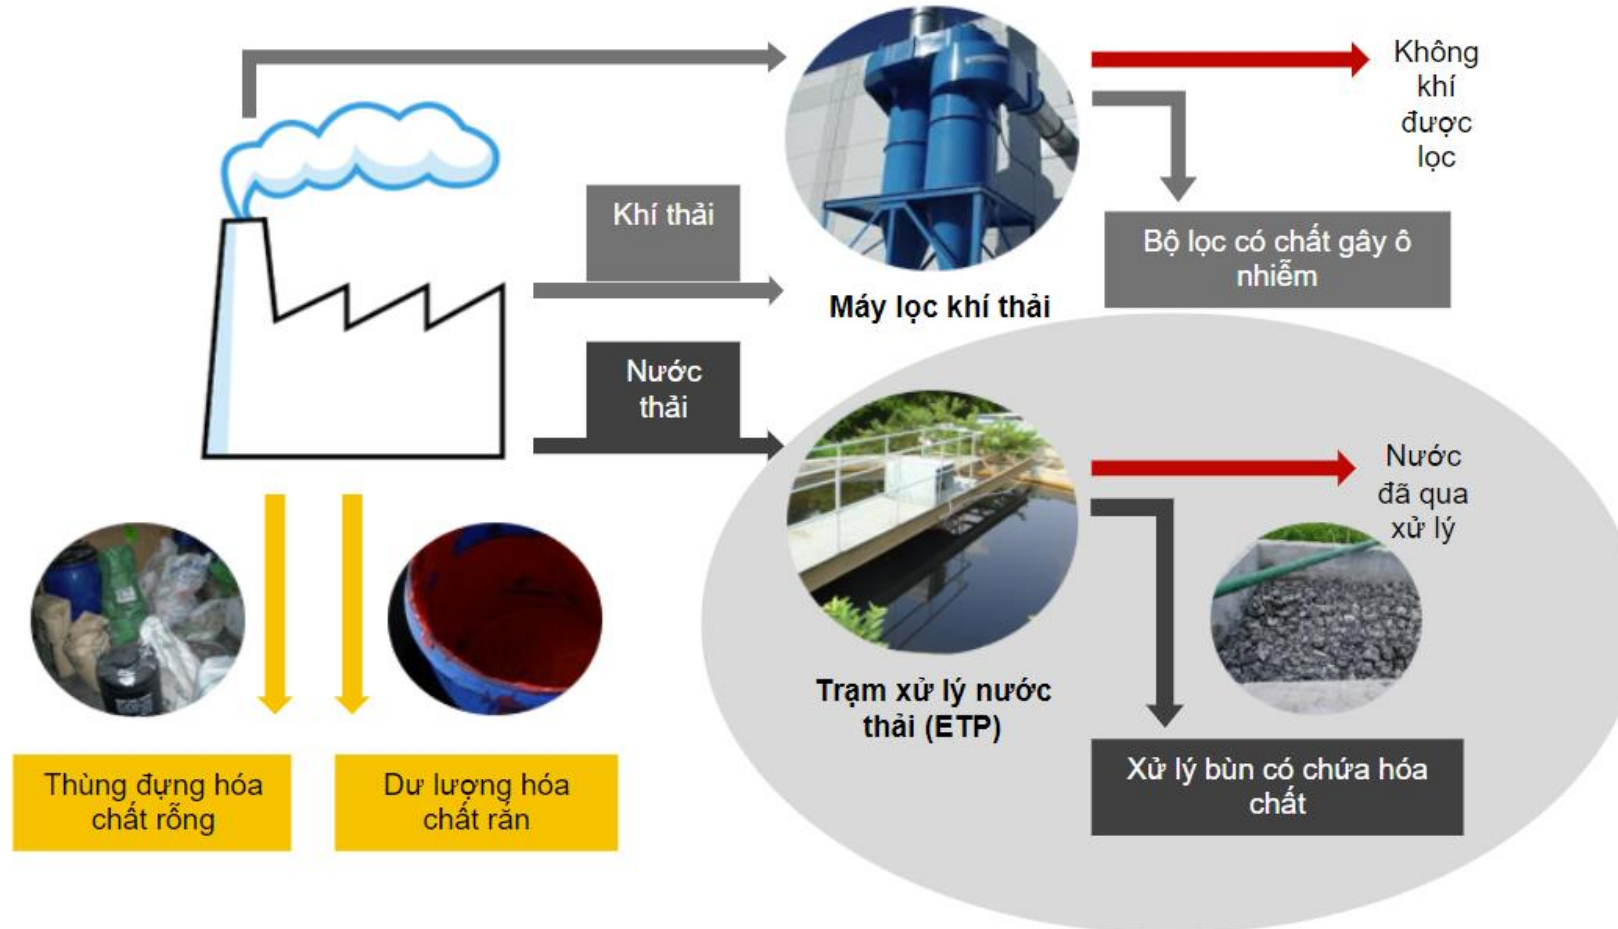 Không
khí
được
lọc
Khí thải
Bộ lọc có chất gây ô
nhiễm
Máy lọc khí thải
Nước
thải
Nước
đã qua
xử lý
Trạm xử lý nước
thải (ETP)
Thùng đựng hóa
chất rỗng
Dư lượng hóa
chất rắn
Xử lý bùn có chứa hóa
chất